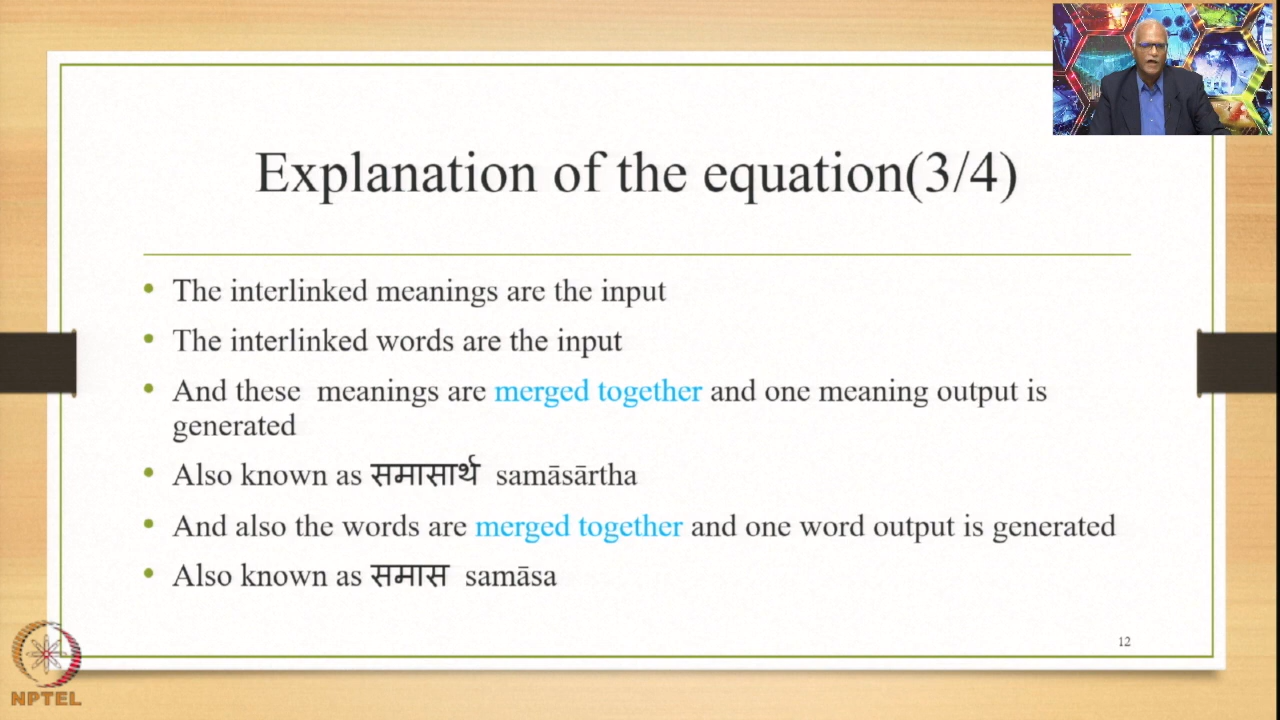 Explanation of the equation(3/4)
• The interlinked meanings are the input
• The interlinked words are the input
• And these meanings are merged together and one meaning output is
generated
• Also known as समासार्थ samāsārtha
• And also the words are merged together and one word output is generated
• Also known as समास samāsa
12
NPTEL